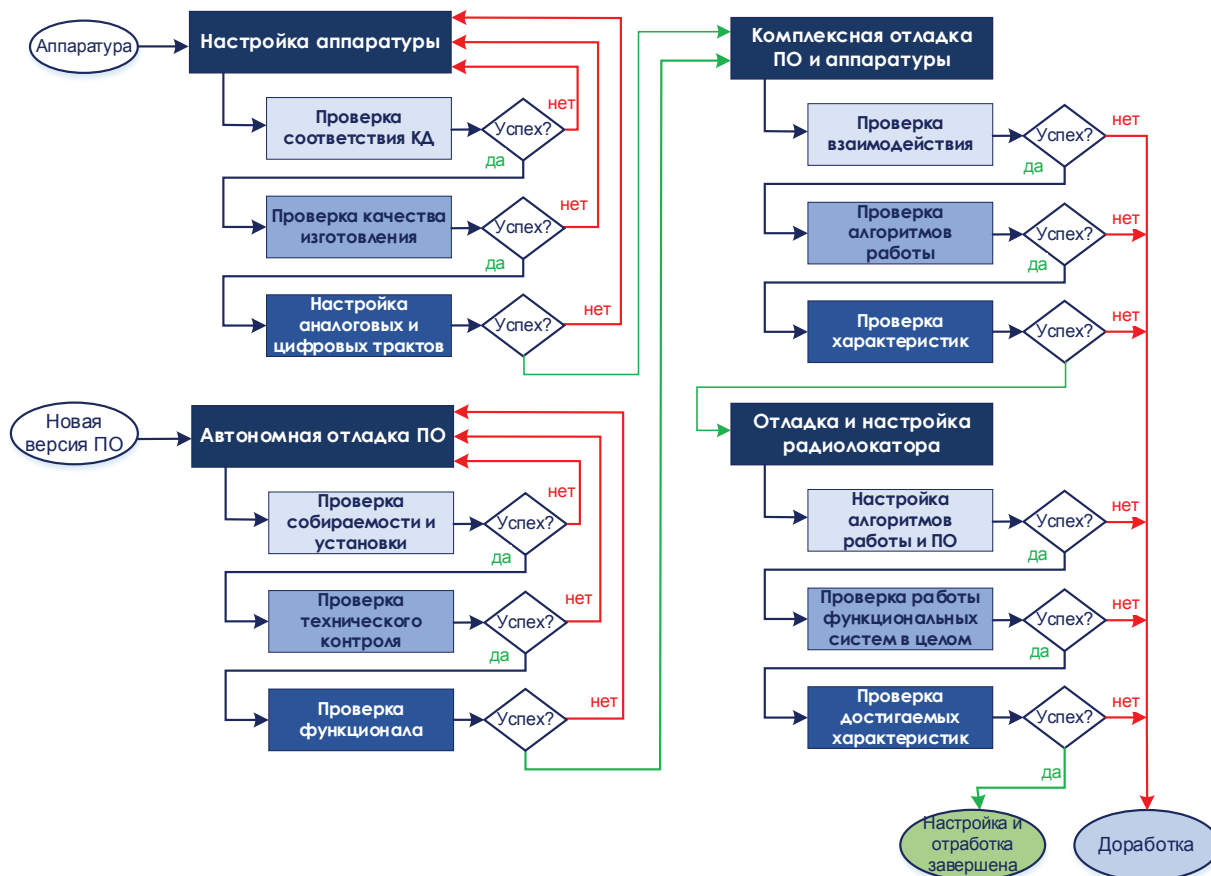 Аппаратура
Настройка аппаратуры
Проверка
соответствия КД
Успех?
нет
да
Проверка качества
изготовления
Успех?
нет
да
Настройка
аналоговых и
цифровых трактов
Успех?
нет
Новая
версия ПО
Автономная отладка ПО
Проверка
собираемости и
установки
Успех?
нет
да
Проверка
технического
контроля
Успех?
нет
да
Проверка
функционала
Успех?
нет
Комплексная отладка
ПО и аппаратуры
Проверка
взаимодействия
Успех?
нет
да
Проверка
алгоритмов
работы
Успех?
нет
да
Проверка
характеристик
Успех?
нет
Отладка и настройка
радиолокатора
Настройка
алгоритмов
работы и ПО
Успех?
нет
да
Проверка работы
функциональных
систем в целом
Успех?
нет
да
Проверка
достигаемых
характеристик
Успех?
нет
да
Настройка и
отработка
завершена
Доработка